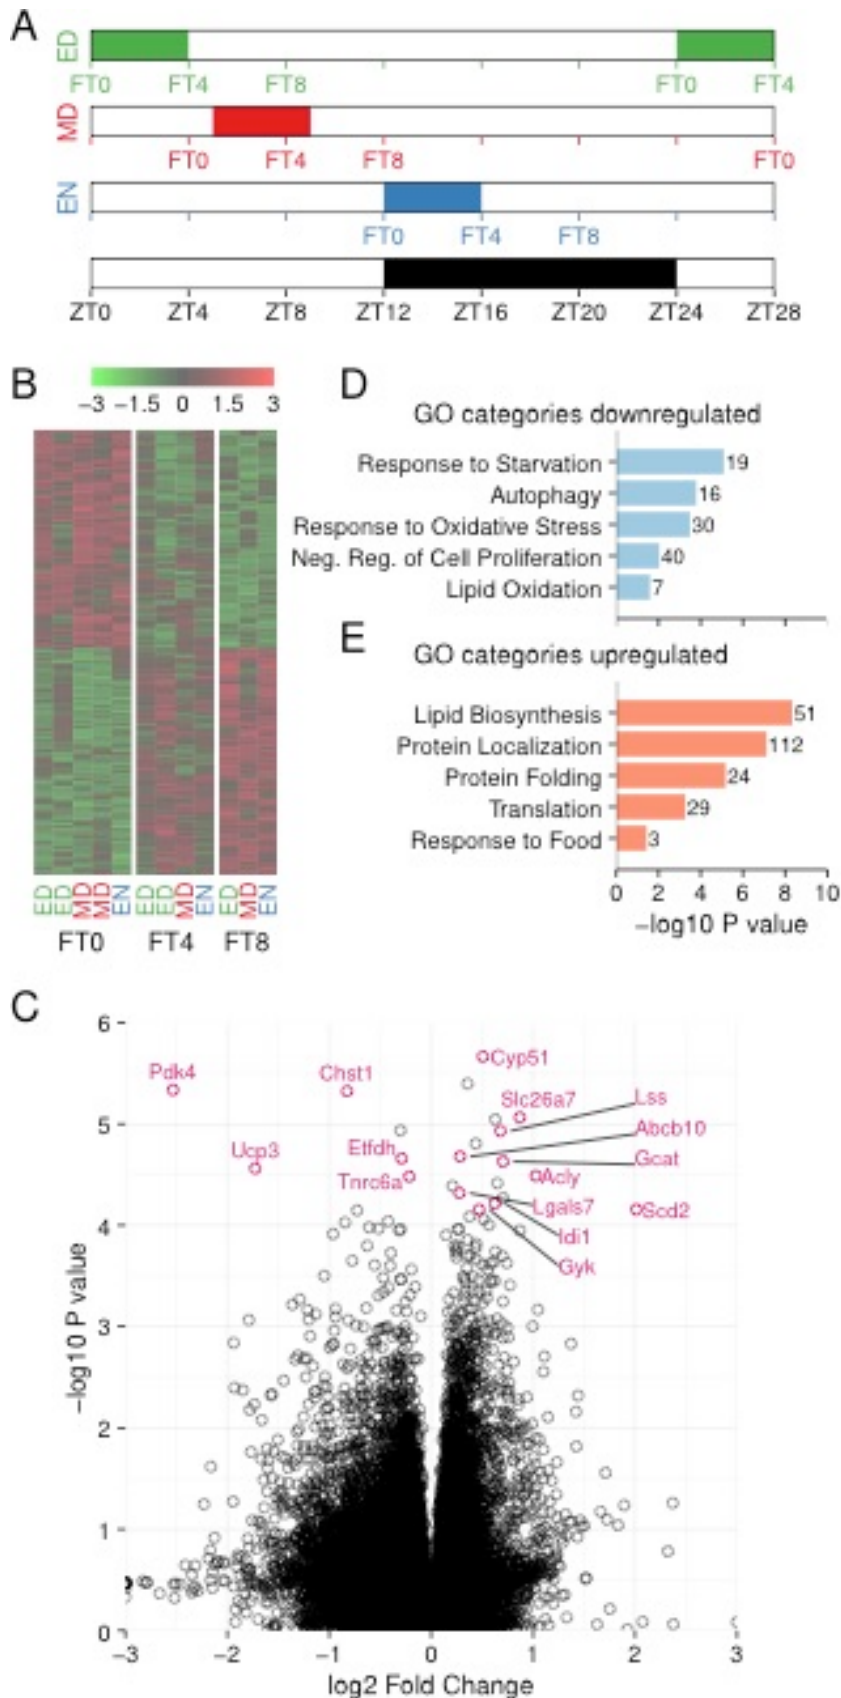 A
ED
FT0 FT4 FT8 FT0 FT4
MD
FT0 FT4 FT8 FT0
EN
FT0 FT4 FT8
ZT0 ZT4 ZT8 ZT12 ZT16 ZT20 ZT24 ZT28
B
−3 −1.5 0 1.5 3
ED ED MD MD EN ED ED MD EN ED MD EN
FT0 FT4 FT8
D
GO categories downregulated
Response to Starvation 19
Autophagy 16
Response to Oxidative Stress 30
Neg. Reg. of Cell Proliferation 40
Lipid Oxidation 7
E
GO categories upregulated
Lipid Biosynthesis 51
Protein Localization 112
Protein Folding 24
Translation 29
Response to Food 3
0 2 4 6 8 10
−log10 P value
C
6
5
4
3
2
1
0
−log10 P value
Pdk4
Chst1
Cyp51
Slc26a7
Lss
Abcb10
Ucp3
Etfdh
Gcat
Tnrc6a
Acly
Lgals7
Scd2
Idi1
Gyk
−3 −2 −1 0 1 2 3
log2 Fold Change